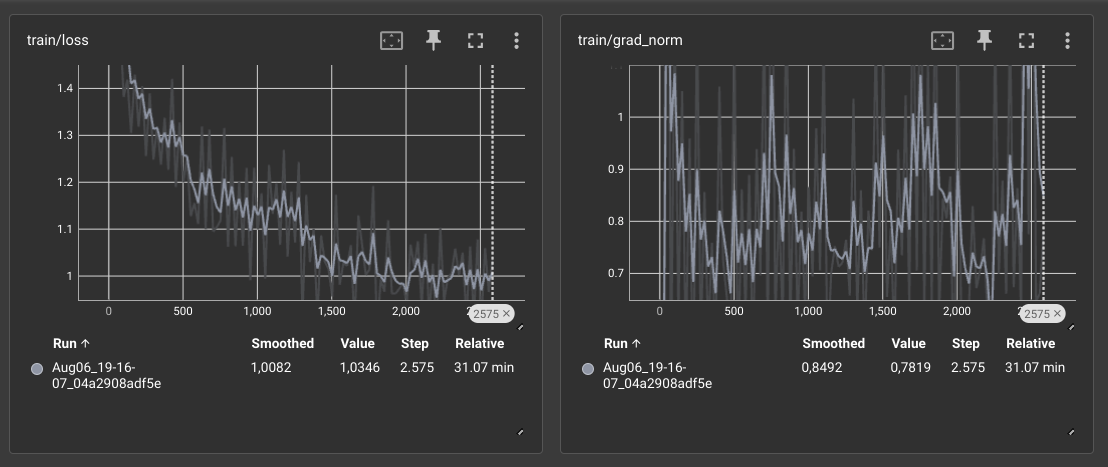 train/loss
1.4
1.3
1.2
1.1
1
0
500
1,000
1,500
2,000
2575
Run ↑ Smoothed Value Step Relative
Aug06_19-16-
07_04a2908adf5e
1,0082 1,0346 2.575 31.07 min
train/grad_norm
1
0.9
0.8
0.7
0
500
1,000
1,500
2,000
2575
Run ↑ Smoothed Value Step Relative
Aug06_19-16-
07_04a2908adf5e
0,8492 0,7819 2.575 31.07 min